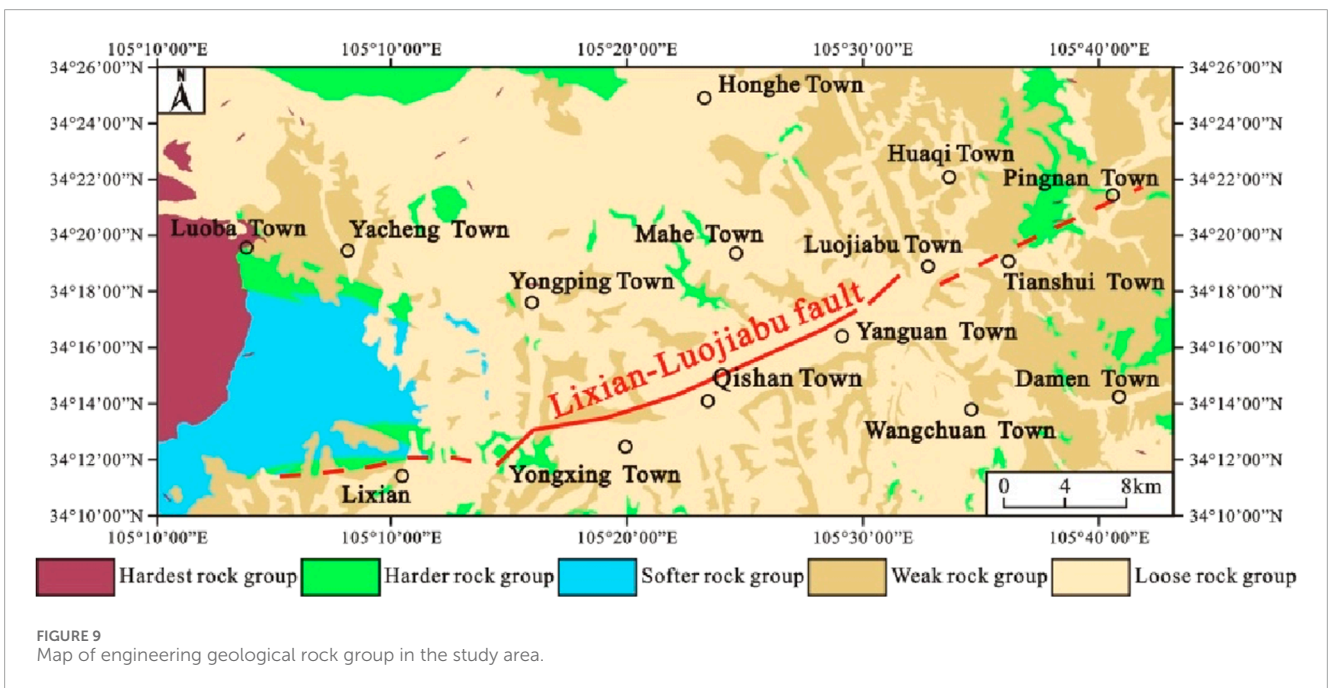 105°10'00"E 105°10'00"E 105°20'00"E 105°30'00"E 105°40'00"E
34°26'00"N 34°26'00"N
N
Honghe Town
34°24'00"N 34°24'00"N
Huaqi Town
34°22'00"N Pingnan Town 34°22'00"N
Luoba Town Yacheng Town Mahe Town Luojiabu Town
34°20'00"N 34°20'00"N
Yongping Town Tianshui Town
34°18'00"N 34°18'00"N
Lixian-Luojiabu fault
Yanguan Town
34°16'00"N 34°16'00"N
Qishan Town Damen Town
34°14'00"N 34°14'00"N
Wangchuan Town
34°12'00"N 34°12'00"N
Lixian Yongxing Town
0 4 8km
34°10'00"N 34°10'00"N
105°10'00"E 105°10'00"E 105°20'00"E 105°30'00"E 105°40'00"E
Hardest rock group Harder rock group Softer rock group Weak rock group Loose rock group
FIGURE 9
Map of engineering geological rock group in the study area.